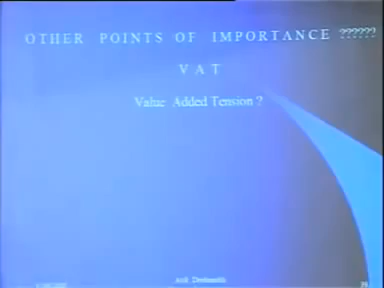 OTHER POINTS OF IMPORTANCE ??????
V A T
Value Added Tension ?